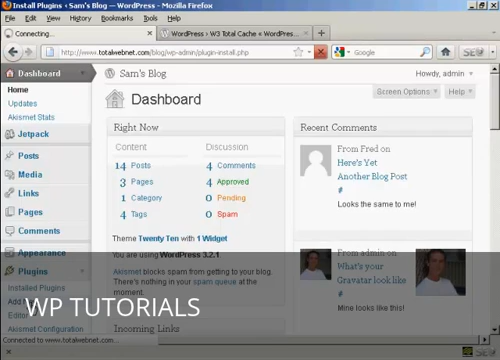 Install Plugins ‹ Sam's Blog — WordPress - Mozilla Firefox
File Edit View History Bookmarks Tools Help
Connecting...
WordPress › W3 Total Cache « WordPress...
http://www.totalwebnet.com/blog/wp-admin/plugin-install.php
Google
Dashboard
Sam's Blog
Howdy, admin
Screen Options
Help
Home
Updates
Akismet Stats
Jetpack
Posts
Media
Links
Pages
Comments
Appearance
Plugins
Installed Plugins
Editor
Akismet Configuration
Dashboard
Right Now
Content
Discussion
14 Posts
4 Comments
3 Pages
4 Approved
1 Category
0 Pending
4 Tags
0 Spam
Theme Twenty Ten with 1 Widget
You are using WordPress 3.2.1.
Akismet blocks spam from getting to your blog.
There's nothing in your spam queue at the
moment.
Incoming Links
Recent Comments
From Fred on
Here's Yet
Another Blog Post
#
Looks the same to me!
From admin on
What's your
Gravatar look like
#
Mine looks like this!
WP TUTORIALS
Connected to www.totalwebnet.com...